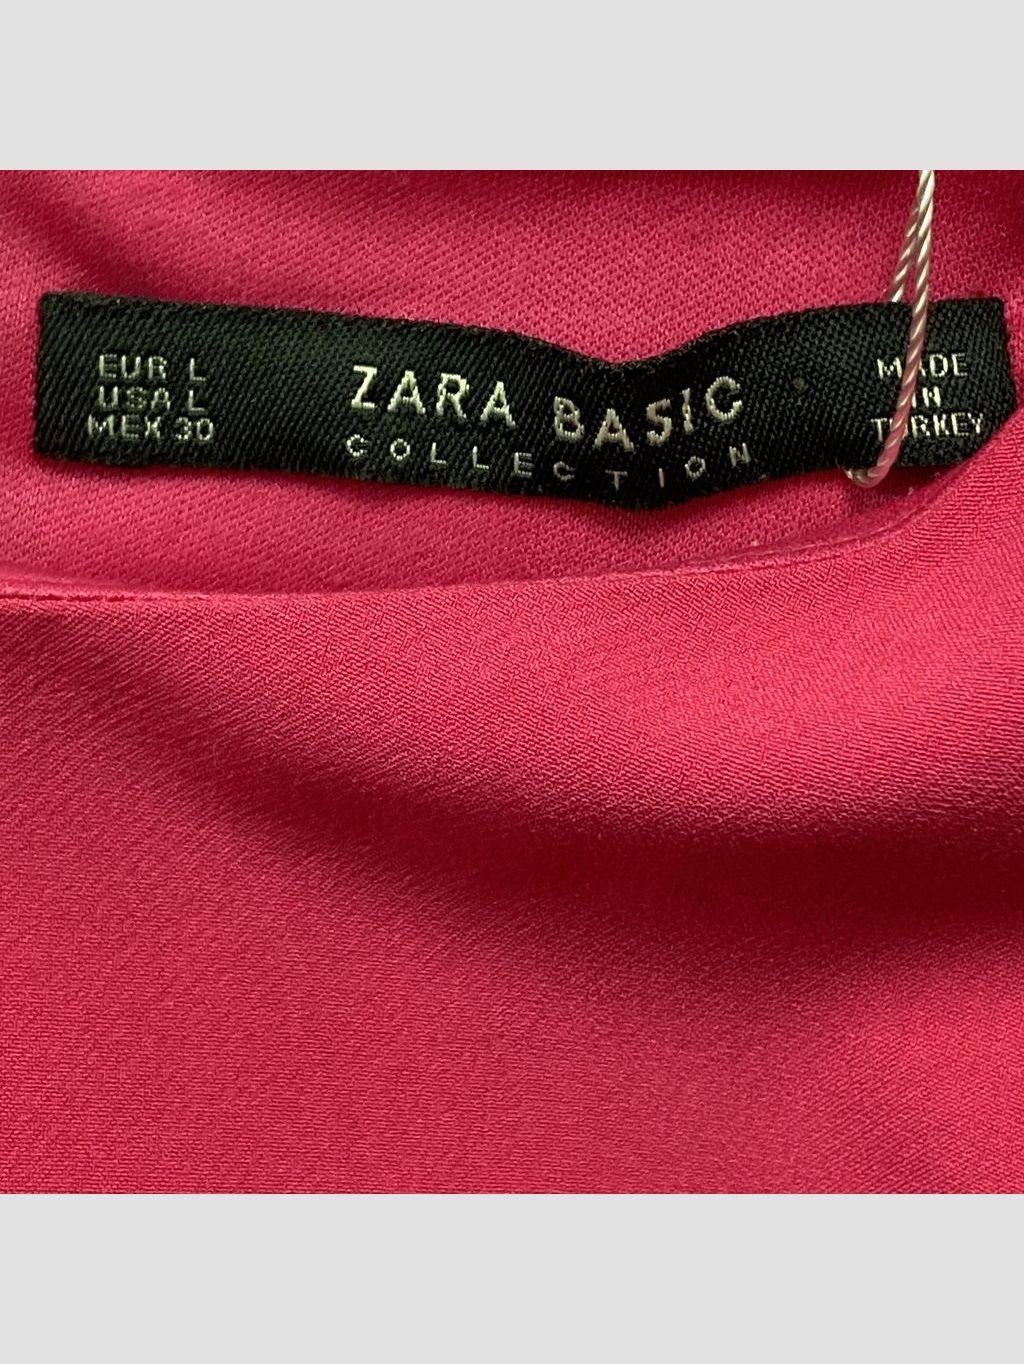 EUR L
USA L
MEX 30
ZARA BASIC
COLLECTION
MADE
IN
TURKEY